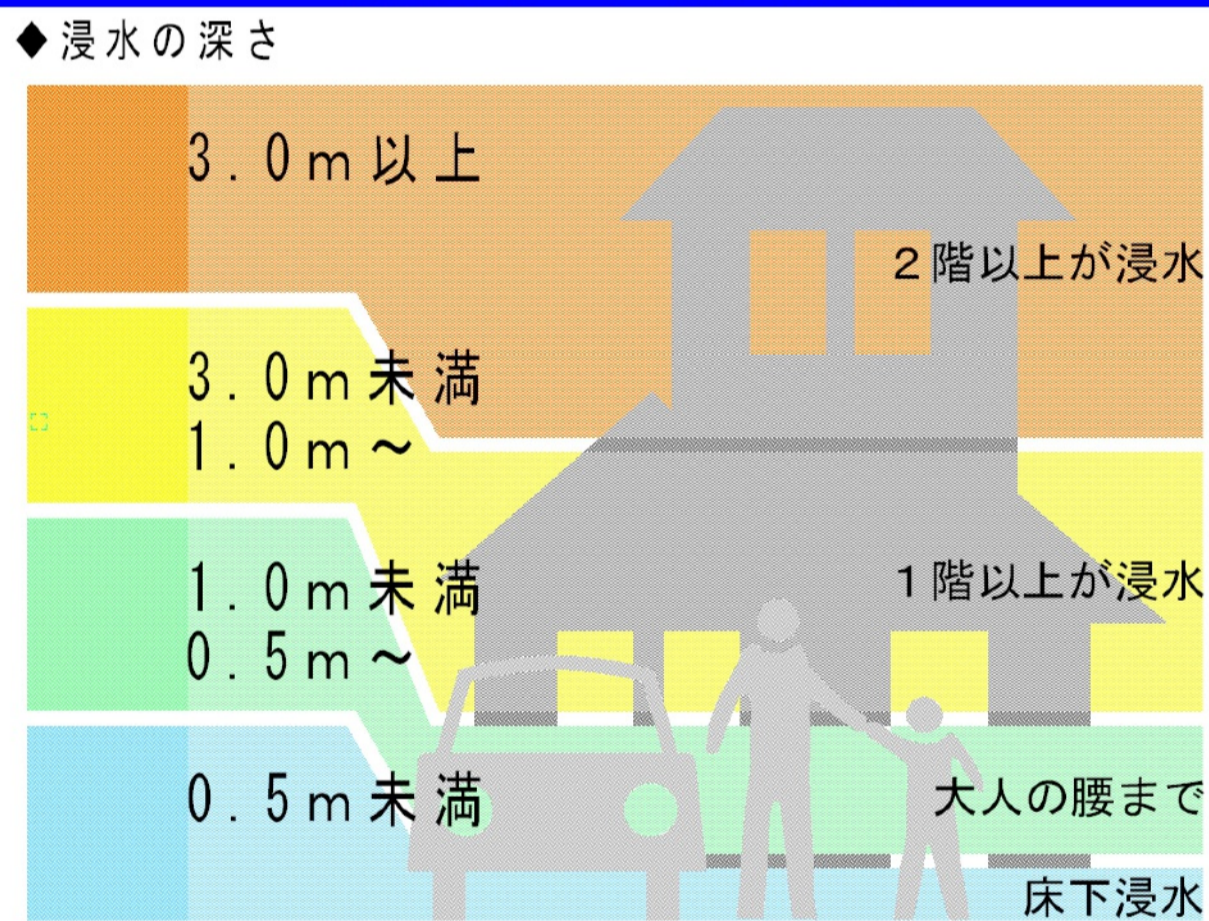 ◆浸水の深さ
3.0m以上
2階以上が浸水
3.0m未満
1.0m～
1.0m未満
1階以上が浸水
0.5m～
0.5m未満
大人の腰まで
床下浸水